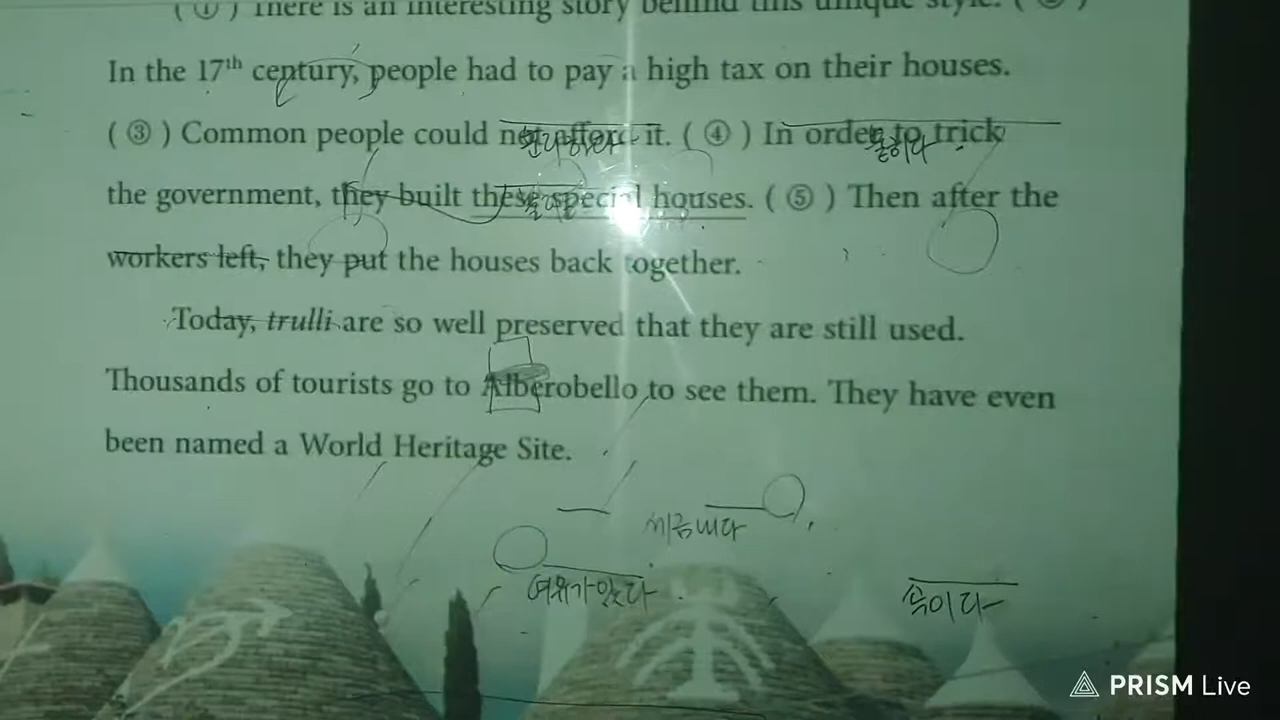 ( ① ) There is an interesting story behind this unique style. (
In the 17th century, people had to pay a high tax on their houses.
( ③ ) Common people could not afford it. ( ④ ) In order to trick
the government, they built these special houses. ( ⑤ ) Then after the
workers left, they put the houses back together.
Today, trulli are so well preserved that they are still used.
Thousands of tourists go to Alberobello to see them. They have even
been named a World Heritage Site.
세금내다
여유가있다
속이다
PRISM Live